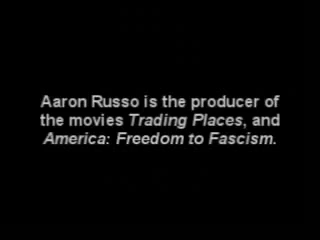 Aaron Russo is the producer of
the movies Trading Places, and
America: Freedom to Fascism.